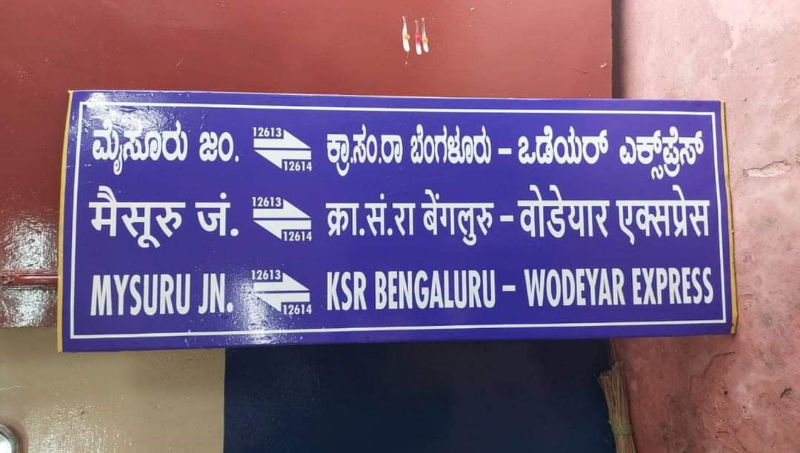 ಮೈಸೂರು ಜಂ. 12613 12614 ಕ್ರಾ.ಸಂ.ರಾ ಬೆಂಗಳೂರು – ಒಡೆಯರ್ ಎಕ್ಸ್‌ಪ್ರೆಸ್
मैसूरु जं. 12613 12614 क्रा.सं.रा बेंगलुरु – वोडेयार एक्सप्रेस
MYSURU JN. 12613 12614 KSR BENGALURU – WODEYAR EXPRESS